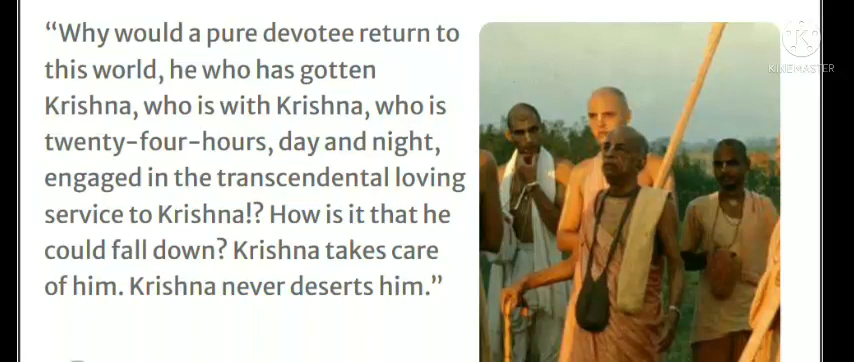 “Why would a pure devotee return to
this world, he who has gotten
Krishna, who is with Krishna, who is
twenty-four-hours, day and night,
engaged in the transcendental loving
service to Krishna!? How is it that he
could fall down? Krishna takes care
of him. Krishna never deserts him.”
KINEMASTER